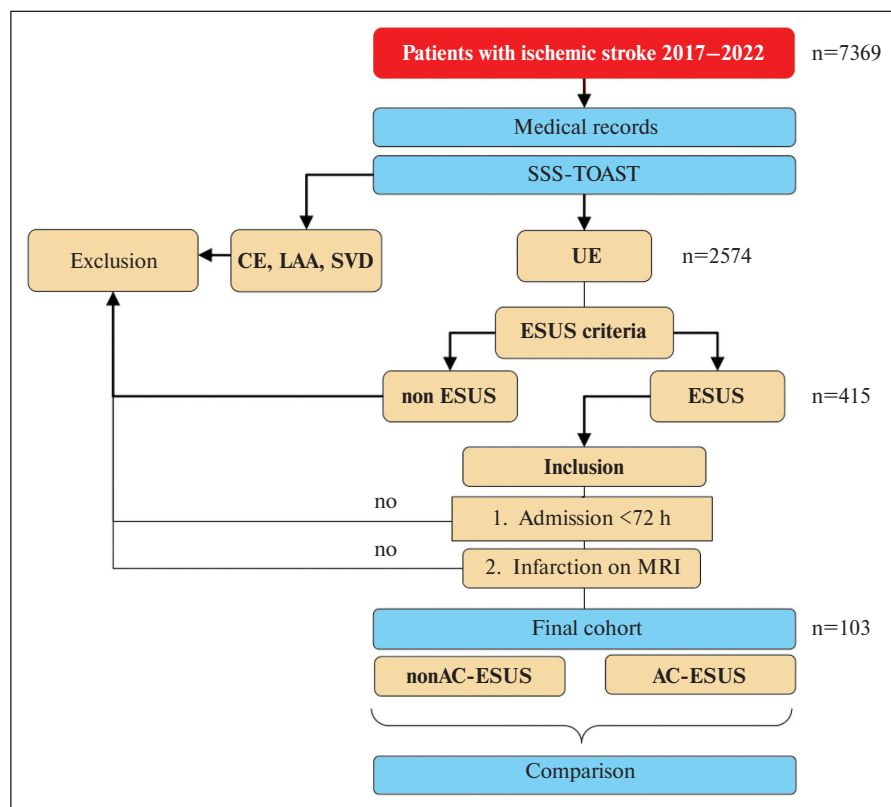 Patients with ischemic stroke 2017–2022
n=7369
Medical records
SSS-TOAST
Exclusion
CE, LAA, SVD
UE
n=2574
ESUS criteria
non ESUS
ESUS
n=415
Inclusion
no
1. Admission <72 h
no
2. Infarction on MRI
Final cohort
n=103
nonAC-ESUS
AC-ESUS
Comparison